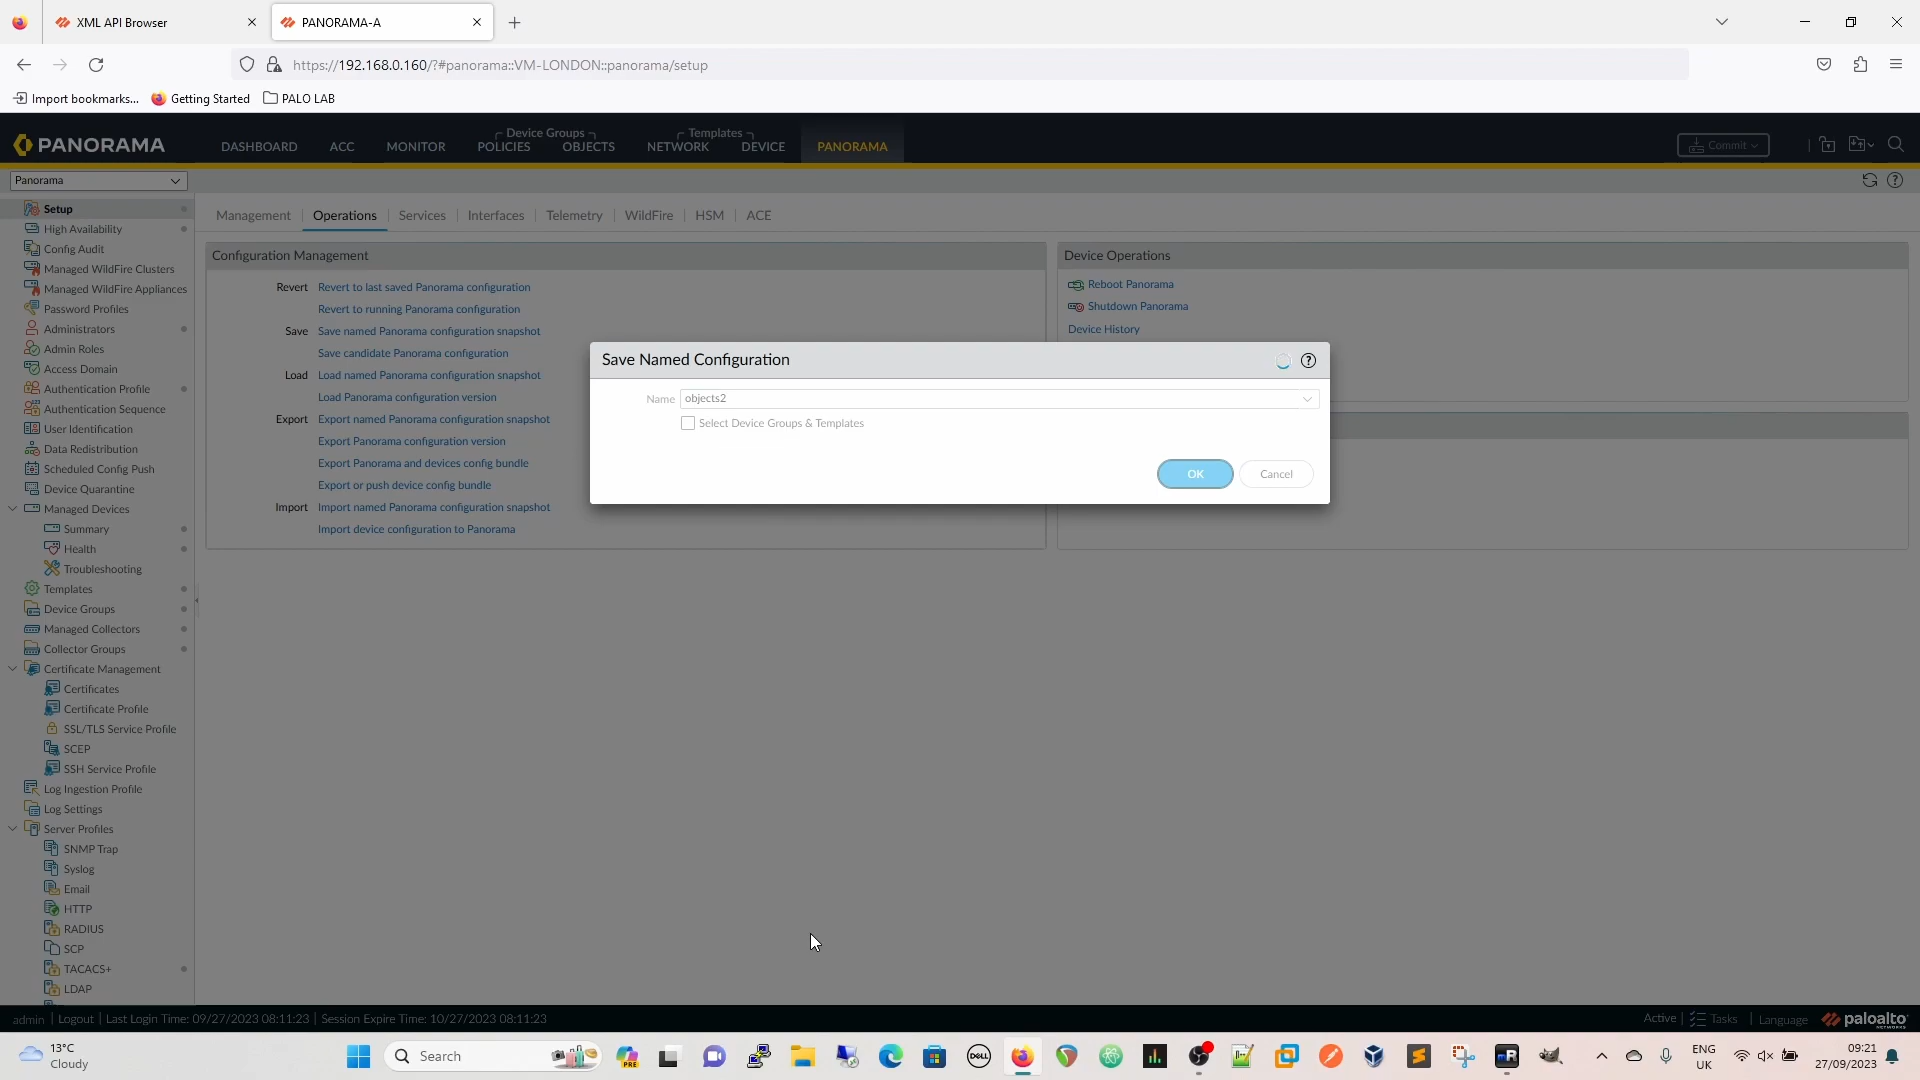 XML API Browser
PANORAMA-A
https://192.168.0.160/?#panorama::VM-LONDON::panorama/setup
Import bookmarks...
Getting Started
PALO LAB
PANORAMA
DASHBOARD
ACC
MONITOR
Device Groups
POLICIES
OBJECTS
Templates
NETWORK
DEVICE
PANORAMA
Commit
Panorama
Setup
High Availability
Config Audit
Managed WildFire Clusters
Managed WildFire Appliances
Password Profiles
Administrators
Admin Roles
Access Domain
Authentication Profile
Authentication Sequence
User Identification
Data Redistribution
Scheduled Config Push
Device Quarantine
Managed Devices
Summary
Health
Troubleshooting
Templates
Device Groups
Managed Collectors
Collector Groups
Certificate Management
Certificates
Certificate Profile
SSL/TLS Service Profile
SCEP
SSH Service Profile
Log Ingestion Profile
Log Settings
Server Profiles
SNMP Trap
Syslog
Email
HTTP
RADIUS
SCP
TACACS+
LDAP
Management
Operations
Services
Interfaces
Telemetry
WildFire
HSM
ACE
Configuration Management
Revert Revert to last saved Panorama configuration
Revert to running Panorama configuration
Save Save named Panorama configuration snapshot
Save candidate Panorama configuration
Load Load named Panorama configuration snapshot
Load Panorama configuration version
Export Export named Panorama configuration snapshot
Export Panorama configuration version
Export Panorama and devices config bundle
Export or push device config bundle
Import Import named Panorama configuration snapshot
Import device configuration to Panorama
Device Operations
Reboot Panorama
Shutdown Panorama
Device History
Save Named Configuration
Name objects2
Select Device Groups & Templates
OK
Cancel
admin | Logout | Last Login Time: 09/27/2023 08:11:23 | Session Expire Time: 10/27/2023 08:11:23
Active | Tasks | Language
paloalto
NETWORKS
13°C
Cloudy
Search
PRE
DELL
mR
ENG
UK
09:21
27/09/2023